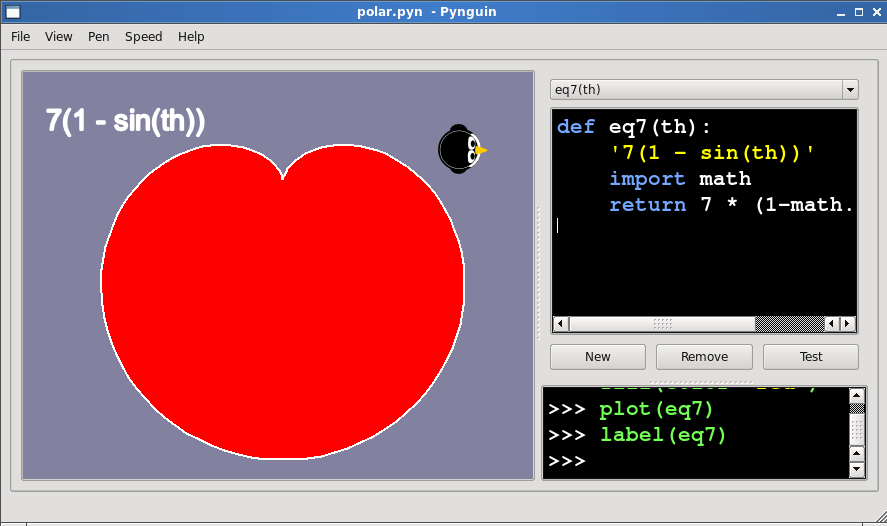 polar.pyn - Pynguin
File View Pen Speed Help
7(1 - sin(th))
eq7(th)
def eq7(th):
'7(1 - sin(th))'
import math
return 7 * (1-math.
New Remove Test
>>> plot(eq7)
>>> label(eq7)
>>>